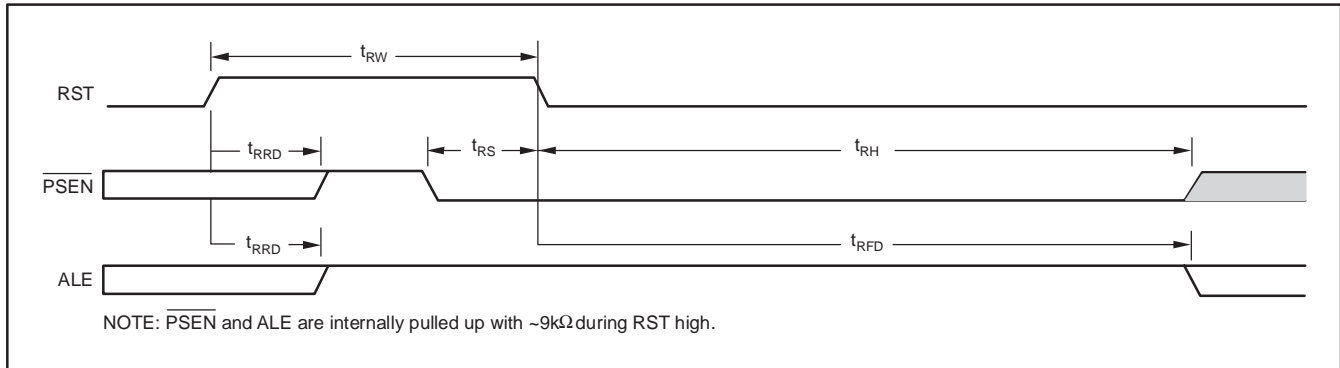 tRW
RST
tRRD
tRS
tRH
PSEN
tRRD
tRFD
ALE
NOTE: PSEN and ALE are internally pulled up with ~9kΩ during RST high.